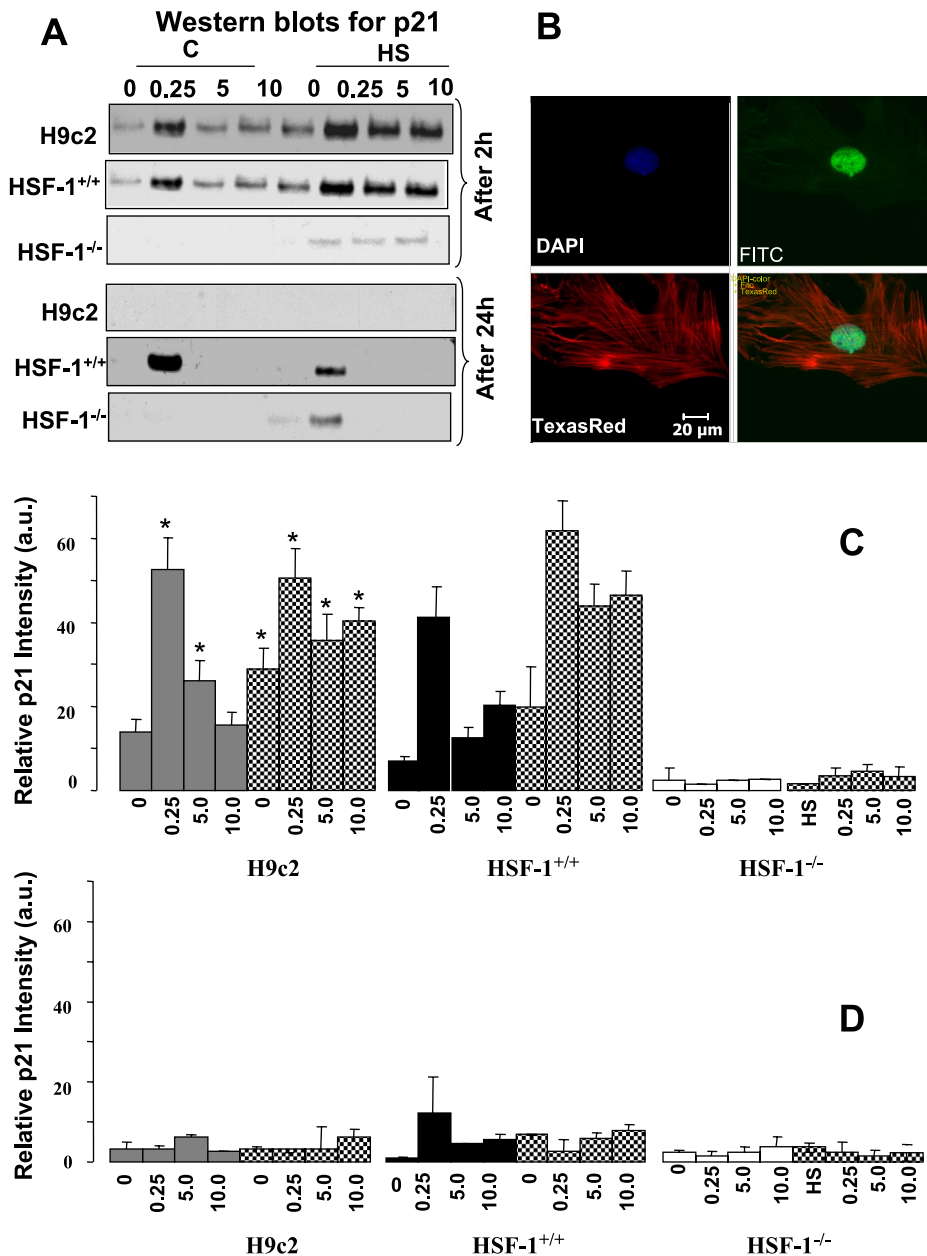 A
Western blots for p21
C
HS
0 0.25 5 10 0 0.25 5 10
H9c2
HSF-1+/+
HSF-1-/-
After 2h
H9c2
HSF-1+/+
HSF-1-/-
After 24h
B
DAPI
FITC
DAPI-color
Fitc
TexasRed
TexasRed
20 µm
C
Relative p21 Intensity (a.u.)
60
40
20
0
* * * * * *
0 0.25 5.0 10.0 0 0.25 5.0 10.0
0 0.25 5.0 10.0 0 0.25 5.0 10.0
0 0.25 5.0 10.0 HS 0.25 5.0 10.0
H9c2 HSF-1+/+ HSF-1-/-
D
Relative p21 Intensity (a.u.)
60
40
20
0
0 0.25 5.0 10.0 0 0.25 5.0 10.0
0 0.25 5.0 10.0 0 0.25 5.0 10.0
0 0.25 5.0 10.0 HS 0.25 5.0 10.0
H9c2 HSF-1+/+ HSF-1-/-